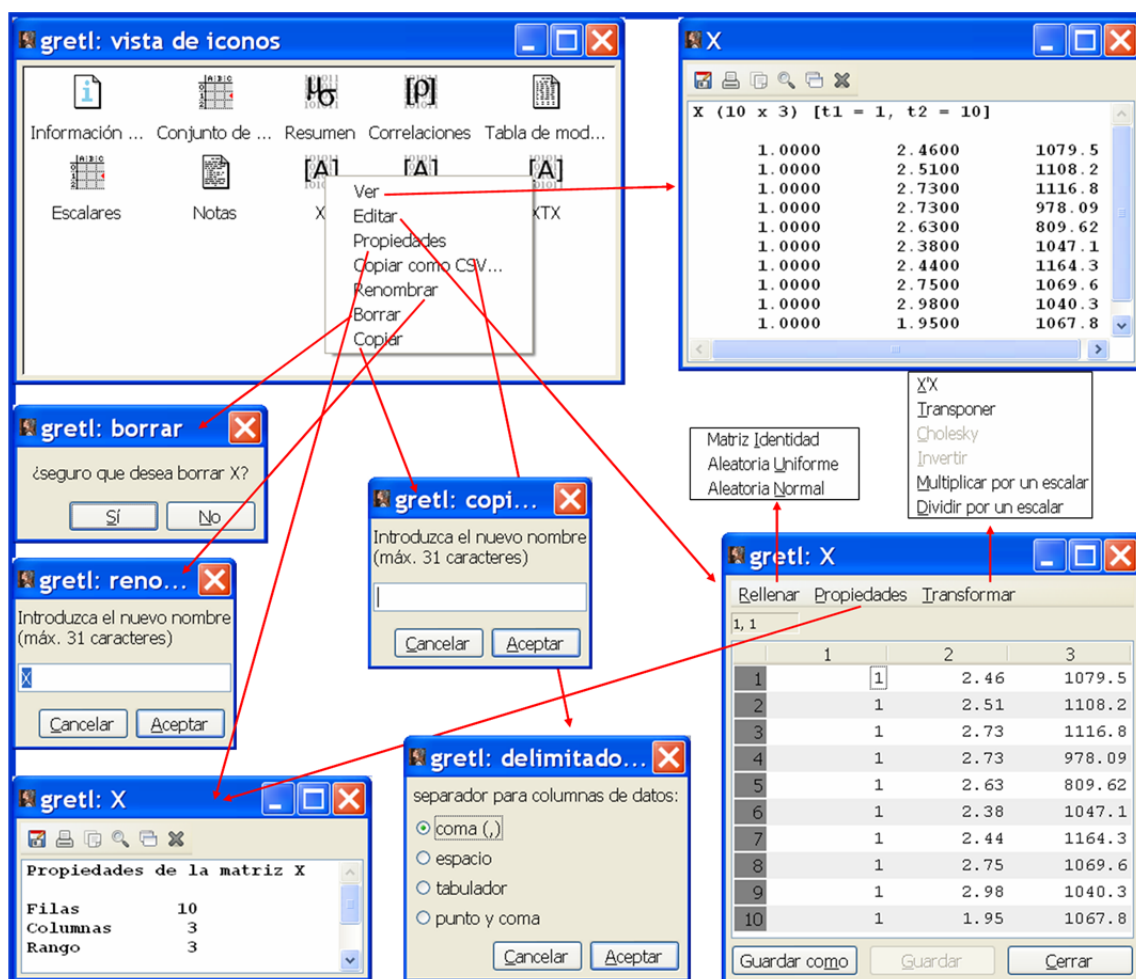 gretl: vista de iconos
Información ...
Conjunto de ...
Resumen
Correlaciones
Tabla de mod...
Escalares
Notas
X
XTX
Ver
Editar
Propiedades
Copiar como CSV...
Renombrar
Borrar
Copiar
X
X (10 x 3) [t1 = 1, t2 = 10]
1.0000 2.4600 1079.5
1.0000 2.5100 1108.2
1.0000 2.7300 1116.8
1.0000 2.7300 978.09
1.0000 2.6300 809.62
1.0000 2.3800 1047.1
1.0000 2.4400 1164.3
1.0000 2.7500 1069.6
1.0000 2.9800 1040.3
1.0000 1.9500 1067.8
gretl: borrar
¿seguro que desea borrar X?
Sí No
gretl: reno...
Introduzca el nuevo nombre
(máx. 31 caracteres)
X
Cancelar Aceptar
gretl: copi...
Introduzca el nuevo nombre
(máx. 31 caracteres)
Cancelar Aceptar
Matriz Identidad
Aleatoria Uniforme
Aleatoria Normal
X'X
Transponer
Cholesky
Invertir
Multiplicar por un escalar
Dividir por un escalar
gretl: X
Rellenar Propiedades Transformar
1, 1
1 2 3
1 1 2.46 1079.5
2 1 2.51 1108.2
3 1 2.73 1116.8
4 1 2.73 978.09
5 1 2.63 809.62
6 1 2.38 1047.1
7 1 2.44 1164.3
8 1 2.75 1069.6
9 1 2.98 1040.3
10 1 1.95 1067.8
Guardar como Guardar Cerrar
gretl: X
Propiedades de la matriz X
Filas 10
Columnas 3
Rango 3
gretl: delimitado...
separador para columnas de datos:
coma (,)
espacio
tabulador
punto y coma
Cancelar Aceptar